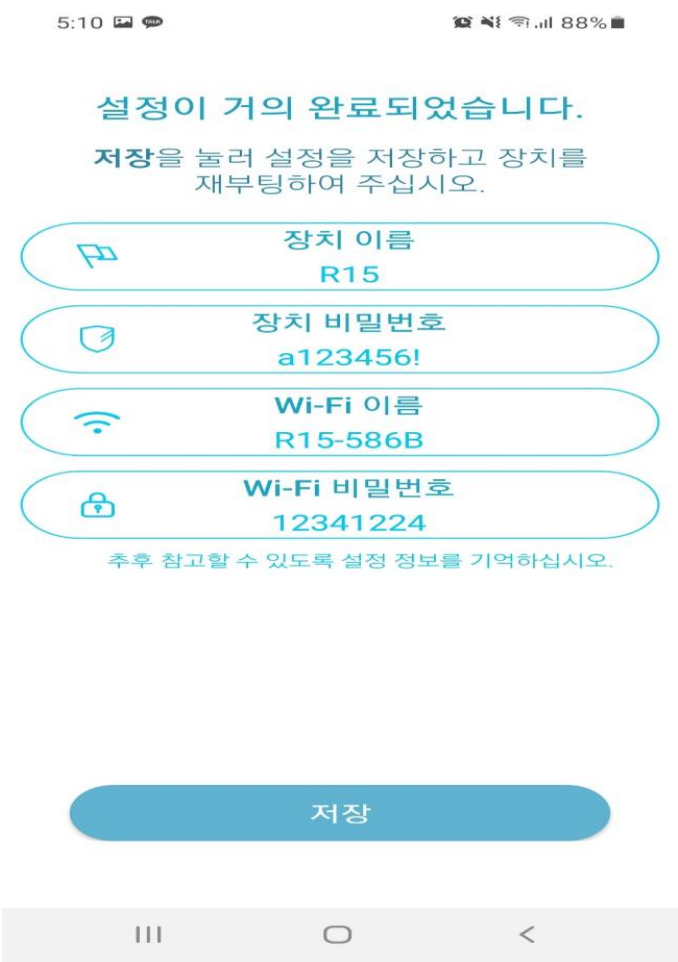 5:10 TALK 88%
설정이 거의 완료되었습니다.
저장을 눌러 설정을 저장하고 장치를
재부팅하여 주십시오.
장치 이름
R15
장치 비밀번호
a123456!
Wi-Fi 이름
R15-586B
Wi-Fi 비밀번호
12341224
추후 참고할 수 있도록 설정 정보를 기억하십시오.
저장